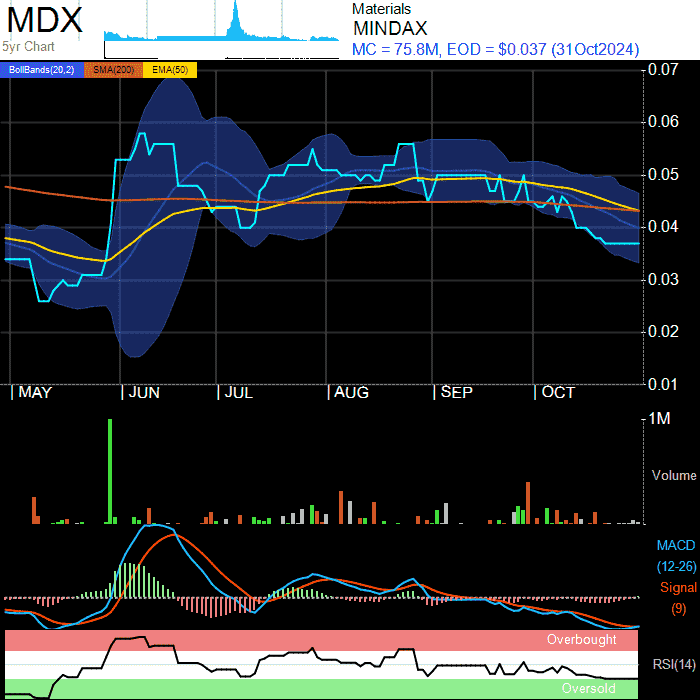 MDX
5yr Chart
Materials
MINDAX
MC = 75.8M, EOD = $0.037 (31Oct2024)
BollBands(20,2) SMA(200) EMA(50)
0.07
0.06
0.05
0.04
0.03
0.02
0.01
MAY JUN JUL AUG SEP OCT
1M
Volume
MACD
(12-26)
Signal
(9)
Overbought
RSI(14)
Oversold